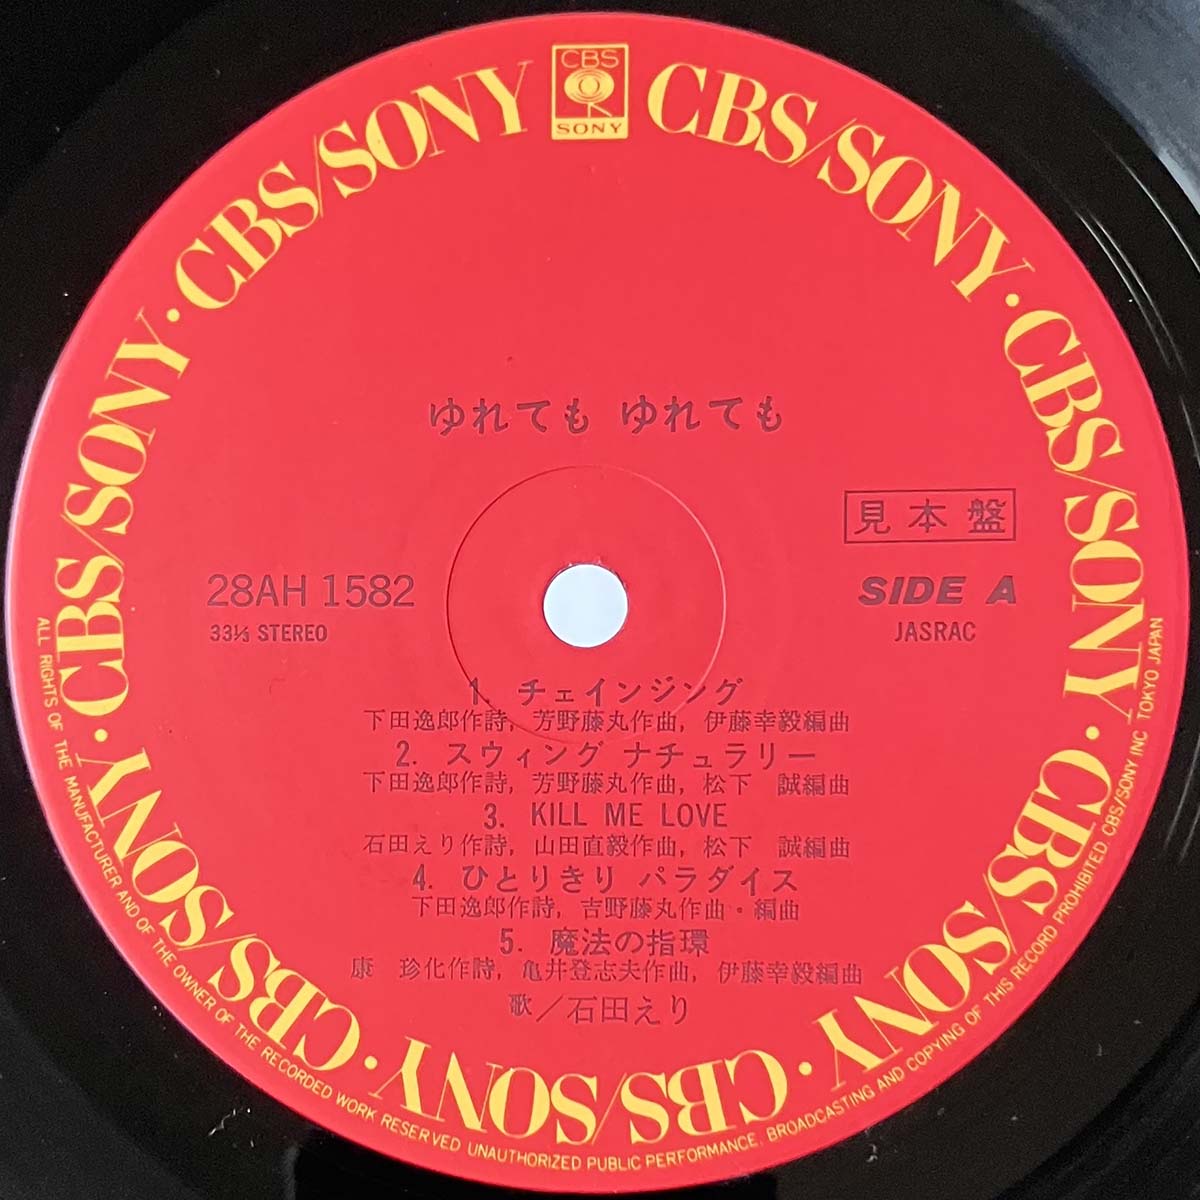 CBS
SONY
CBS/SONY · CBS/SONY · CBS/SONY · CBS/SONY · CBS/SONY · CBS/SONY · CBS/SONY · CBS/SONY · CBS/SONY · CBS/SONY
ゆれても ゆれても
見本盤
28AH 1582
SIDE A
33⅓ STEREO
JASRAC
1. チェインジング
下田逸郎作詩, 芳野藤丸作曲, 伊藤幸毅編曲
2. スウィング ナチュラリー
下田逸郎作詩, 芳野藤丸作曲, 松下 誠編曲
3. KILL ME LOVE
石田えり作詩, 山田直毅作曲, 松下 誠編曲
4. ひとりきり パラダイス
下田逸郎作詩, 吉野藤丸作曲・編曲
5. 魔法の指環
康 珍化作詩, 亀井登志夫作曲, 伊藤幸毅編曲
歌／石田えり
ALL RIGHTS OF THE MANUFACTURER AND OF THE OWNER OF THE RECORDED WORK RESERVED UNAUTHORIZED PUBLIC PERFORMANCE. BROADCASTING AND COPYING OF THIS RECORD PROHIBITED. CBS/SONY INC TOKYO JAPAN